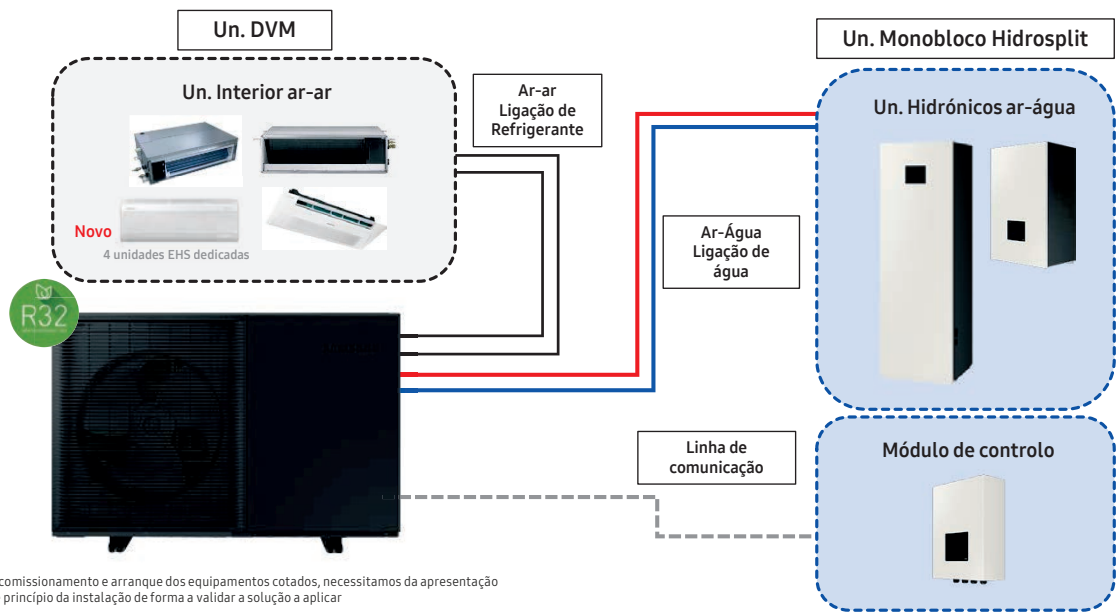 Un. DVM
Un. Monobloco Hidrosplit
Un. Interior ar-ar
Ar-ar
Ligação de
Refrigerante
Un. Hidrónicos ar-água
Novo
4 unidades EHS dedicadas
Ar-Água
Ligação de
água
R32
Linha de
comunicação
Módulo de controlo
comissionamento e arranque dos equipamentos cotados, necessitamos da apresentação
princípio da instalação de forma a validar a solução a aplicar